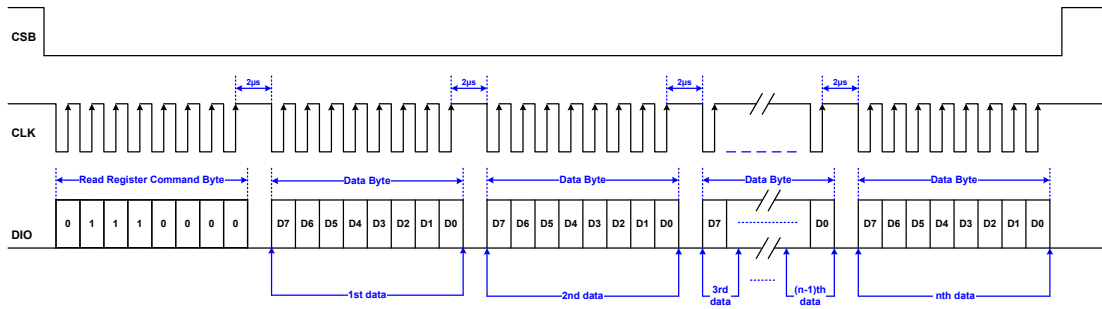 CSB
2µs 2µs 2µs 2µs
CLK
Read Register Command Byte Data Byte Data Byte Data Byte Data Byte
DIO 0 1 1 1 0 0 0 0 D7 D6 D5 D4 D3 D2 D1 D0 D7 D6 D5 D4 D3 D2 D1 D0 D7 D0 D7 D6 D5 D4 D3 D2 D1 D0
1st data 2nd data 3rd data (n-1)th data nth data